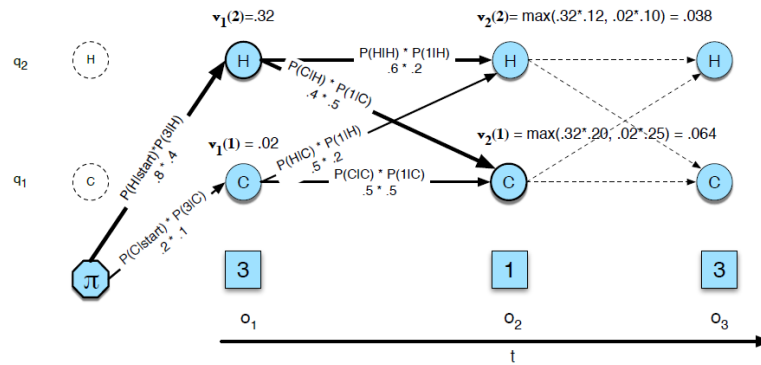 v₁(2)=.32
v₂(2)= max(.32*.12, .02*.10) = .038
q₂
H
H
P(H|H) * P(1|H)
.6 * .2
H
H
P(C|H) * P(1|C)
.4 * .5
P(H|start)*P(3|H)
.8 * .4
v₁(1) = .02
P(H|C) * P(1|H)
.5 * .2
v₂(1) = max(.32*.20, .02*.25) = .064
q₁
C
C
P(C|C) * P(1|C)
.5 * .5
C
C
P(C|start) * P(3|C)
.2 * .1
π
3
1
3
o₁
o₂
o₃
t